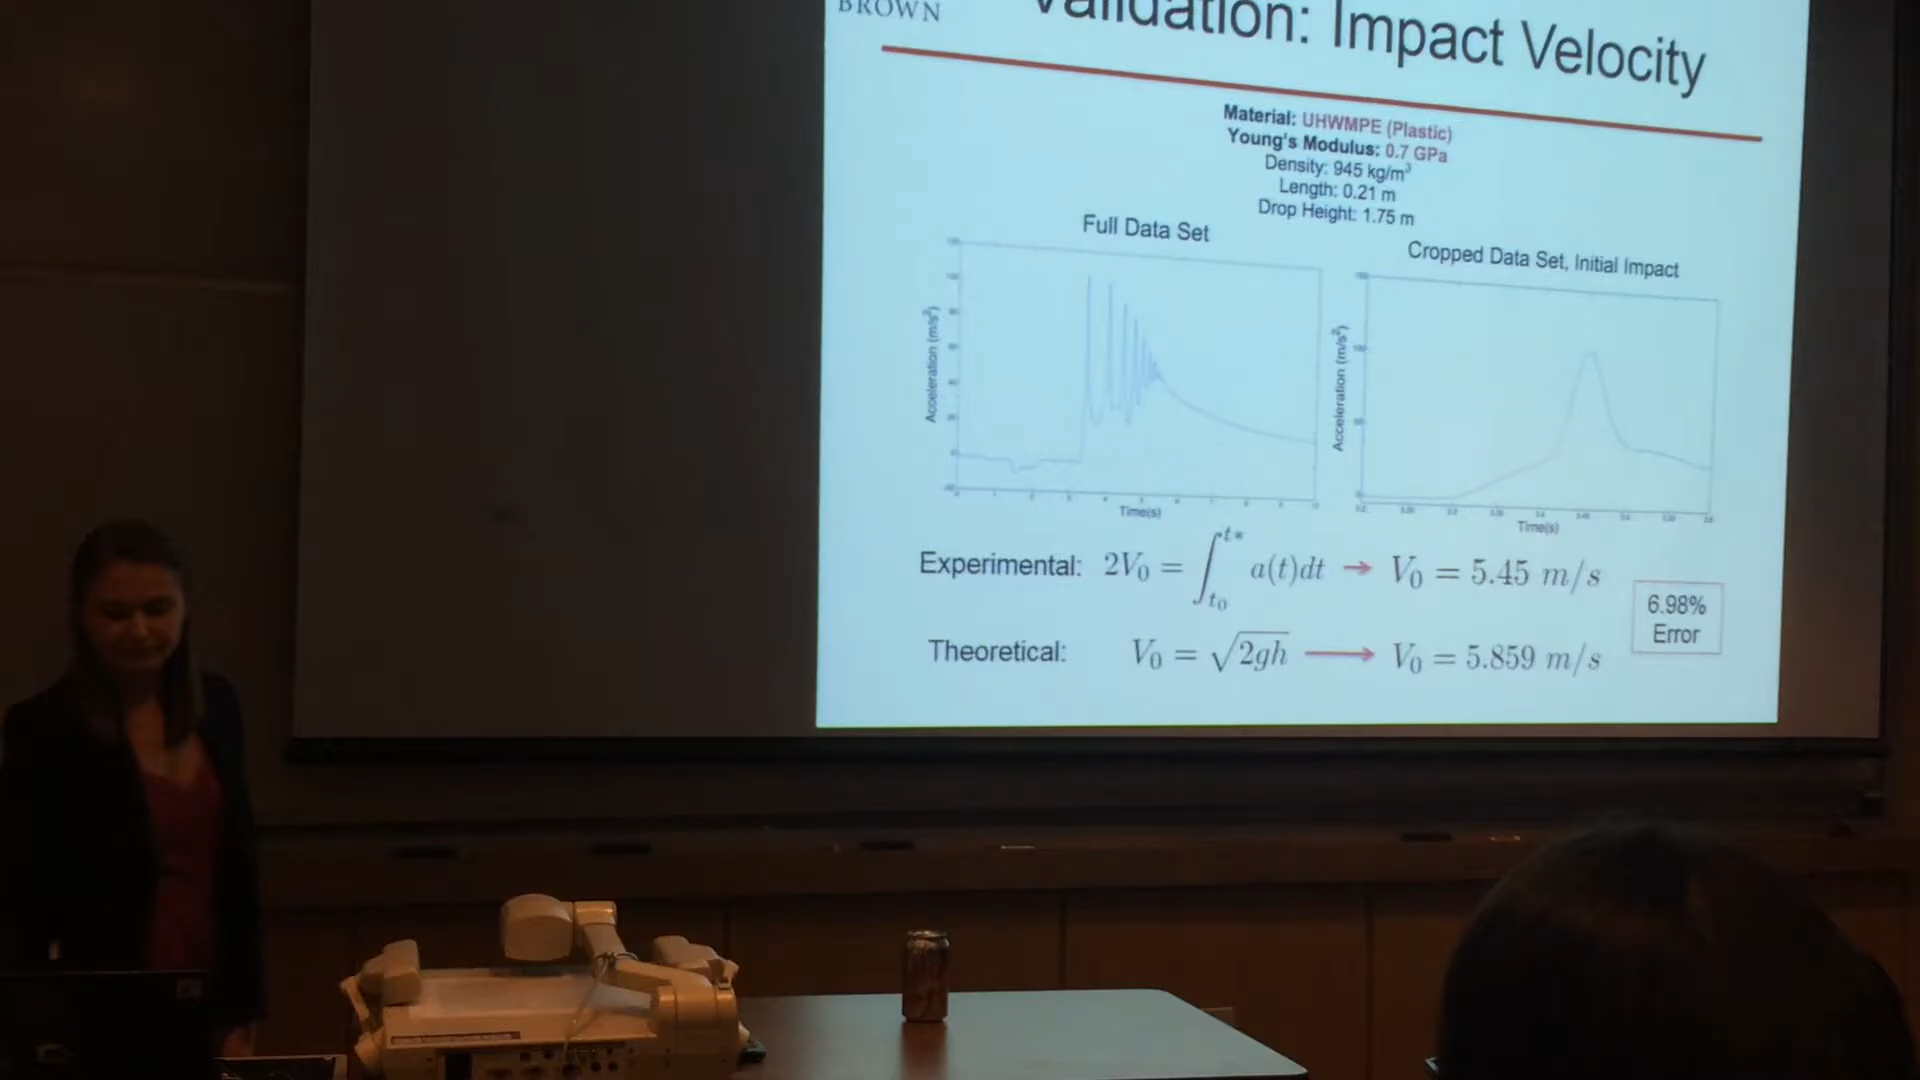 BROWN
Validation: Impact Velocity
Material: UHWMPE (Plastic)
Young's Modulus: 0.7 GPa
Density: 945 kg/m³
Length: 0.21 m
Drop Height: 1.75 m
Full Data Set
Cropped Data Set, Initial Impact
Acceleration (m/s²)
Time(s)
Acceleration (m/s²)
Time(s)
Experimental: 2V₀ = ∫ₜ₀ᵗ* a(t)dt → V₀ = 5.45 m/s
Theoretical: V₀ = √2gh → V₀ = 5.859 m/s
6.98%
Error